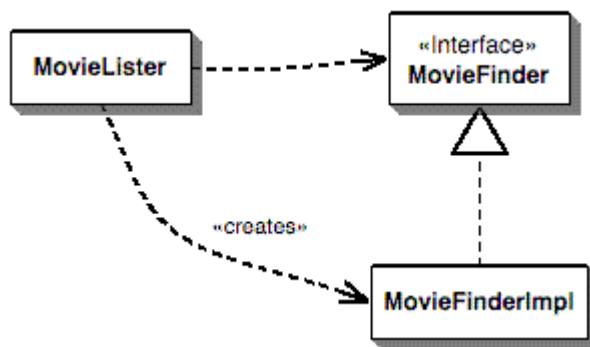 MovieLister
«Interface»
MovieFinder
«creates»
MovieFinderImpl